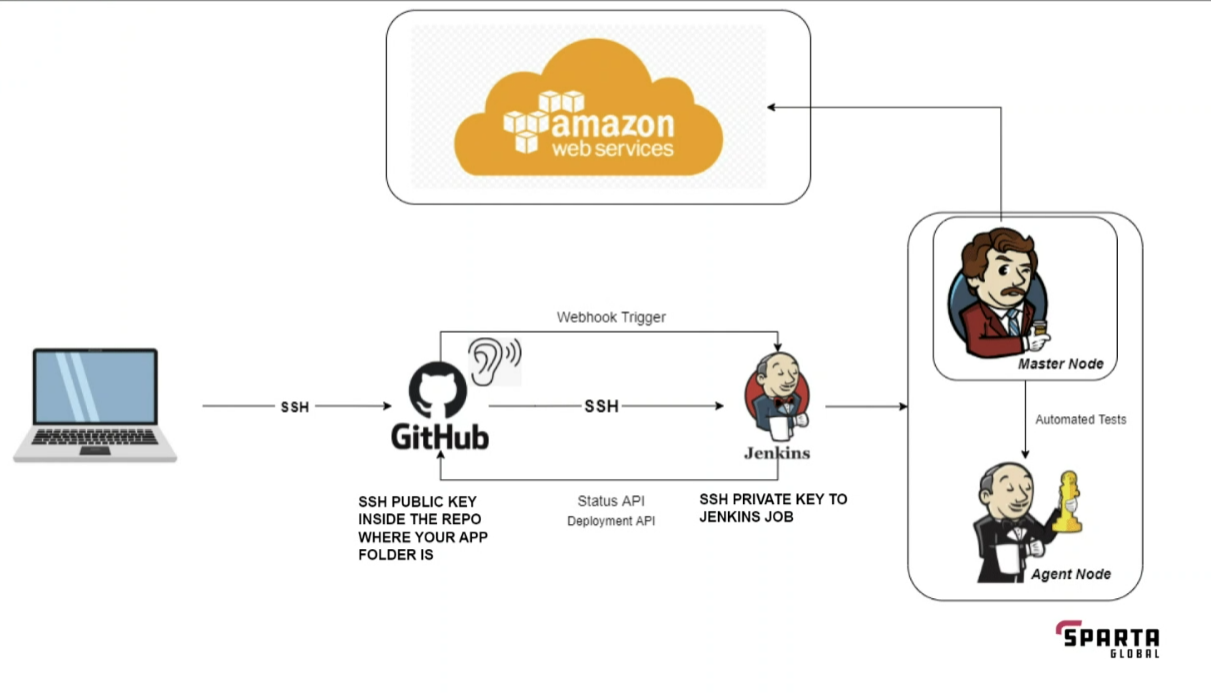 amazon
web services
Webhook Trigger
Master Node
SSH
SSH
GitHub
Jenkins
Automated Tests
Status API
Deployment API
SSH PUBLIC KEY
INSIDE THE REPO
WHERE YOUR APP
FOLDER IS
SSH PRIVATE KEY TO
JENKINS JOB
Agent Node
SPARTA
GLOBAL